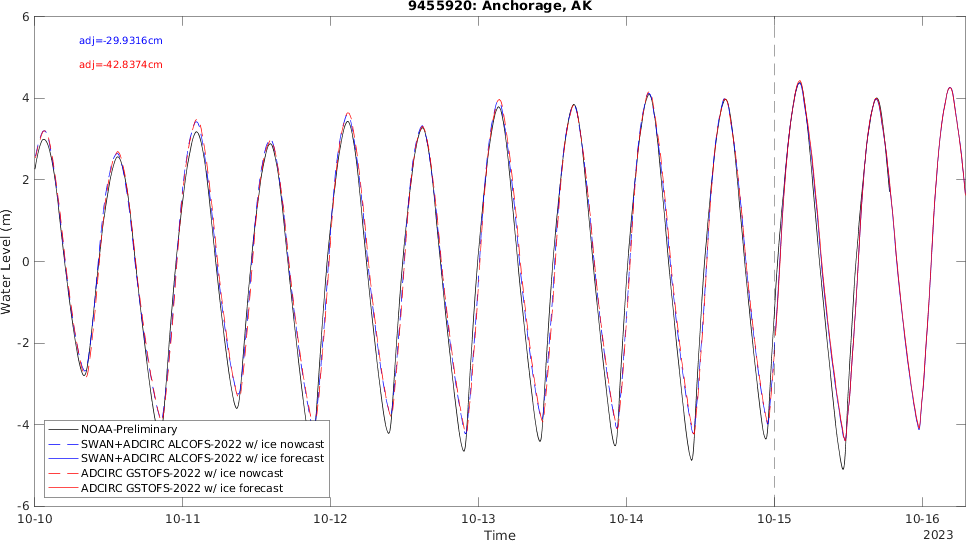 9455920: Anchorage, AK
adj=-29.9316cm
adj=-42.8374cm
6
4
2
0
-2
-4
-6
Water Level (m)
NOAA-Preliminary
SWAN+ADCIRC ALCOFS-2022 w/ ice nowcast
SWAN+ADCIRC ALCOFS-2022 w/ ice forecast
ADCIRC GSTOFS-2022 w/ ice nowcast
ADCIRC GSTOFS-2022 w/ ice forecast
10-10 10-11 10-12 10-13 10-14 10-15 10-16
Time
2023